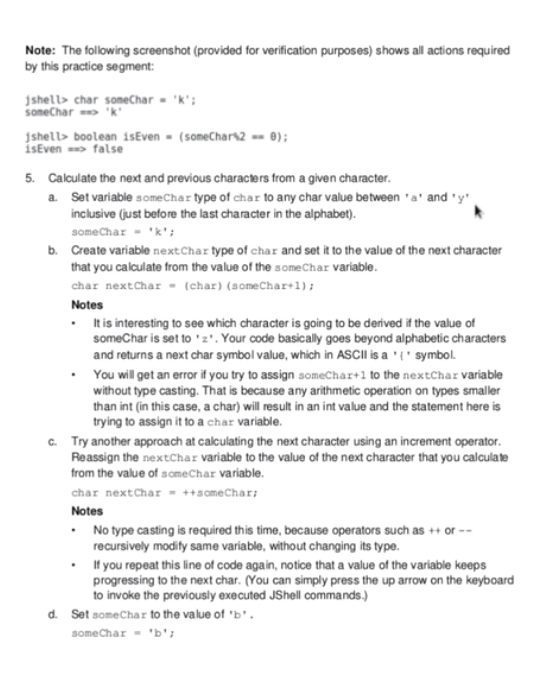 Note: The following screenshot (provided for verification purposes) shows all actions required
by this practice segment:
jshell> char someChar = 'k';
someChar ==> 'k'
jshell> boolean isEven = (someChar%2 == 0);
isEven ==> false
5. Calculate the next and previous characters from a given character.
a. Set variable someChar type of char to any char value between 'a' and 'y'
inclusive (just before the last character in the alphabet).
someChar = 'k';
b. Create variable nextChar type of char and set it to the value of the next character
that you calculate from the value of the someChar variable.
char nextChar = (char)(someChar+1);
Notes
• It is interesting to see which character is going to be derived if the value of
someChar is set to 'z'. Your code basically goes beyond alphabetic characters
and returns a next char symbol value, which in ASCII is a '{' symbol.
• You will get an error if you try to assign someChar+1 to the nextChar variable
without type casting. That is because any arithmetic operation on types smaller
than int (in this case, a char) will result in an int value and the statement here is
trying to assign it to a char variable.
c. Try another approach at calculating the next character using an increment operator.
Reassign the nextChar variable to the value of the next character that you calculate
from the value of someChar variable.
char nextChar = ++someChar;
Notes
• No type casting is required this time, because operators such as ++ or --
recursively modify same variable, without changing its type.
• If you repeat this line of code again, notice that a value of the variable keeps
progressing to the next char. (You can simply press the up arrow on the keyboard
to invoke the previously executed JShell commands.)
d. Set someChar to the value of 'b'.
someChar = 'b';